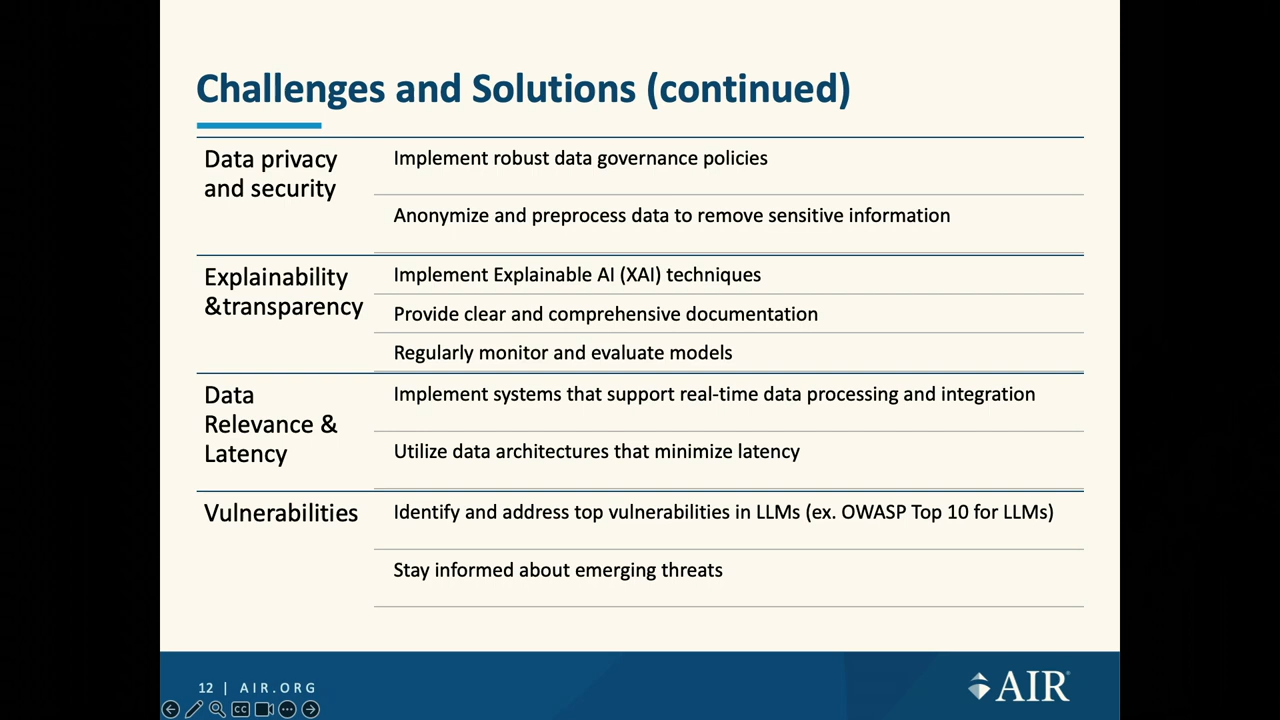 Challenges and Solutions (continued)
Data privacy
and security
Implement robust data governance policies
Anonymize and preprocess data to remove sensitive information
Explainability
&transparency
Implement Explainable AI (XAI) techniques
Provide clear and comprehensive documentation
Regularly monitor and evaluate models
Data
Relevance &
Latency
Implement systems that support real-time data processing and integration
Utilize data architectures that minimize latency
Vulnerabilities
Identify and address top vulnerabilities in LLMs (ex. OWASP Top 10 for LLMs)
Stay informed about emerging threats
12 | AIR.ORG
CC
AIR®